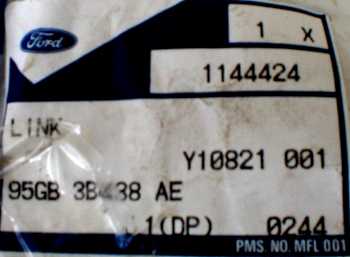 Ford
1 X
1144424
LINK
Y10821 001
95GB 3B438 AE
1(DP) 0244
PMS. NO. MFL 001